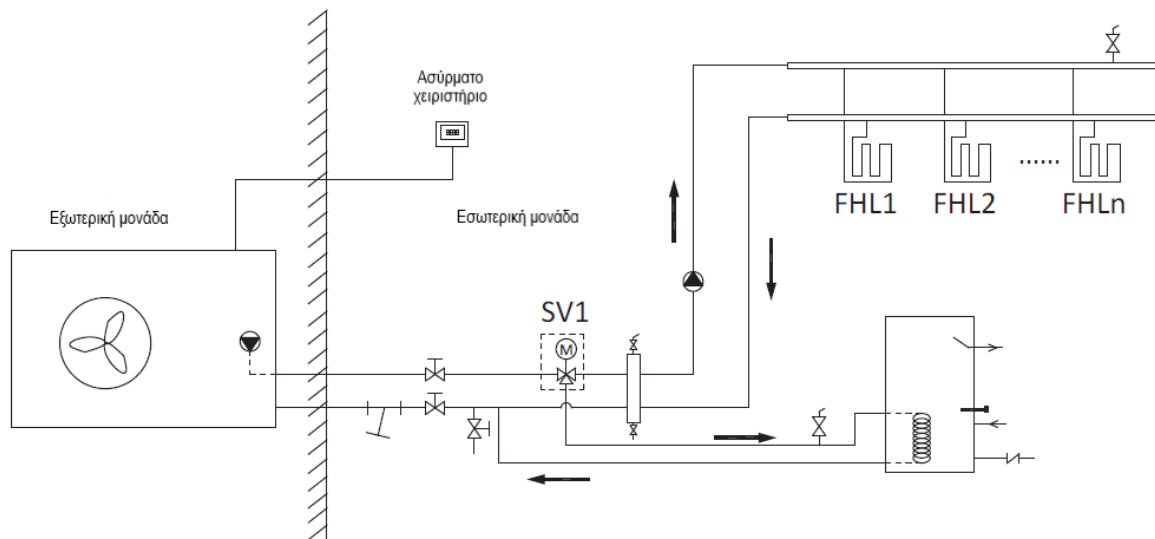 Ασύρματο
χειριστήριο
Εξωτερική μονάδα
Εσωτερική μονάδα
FHL1
FHL2
......
FHLn
SV1
M